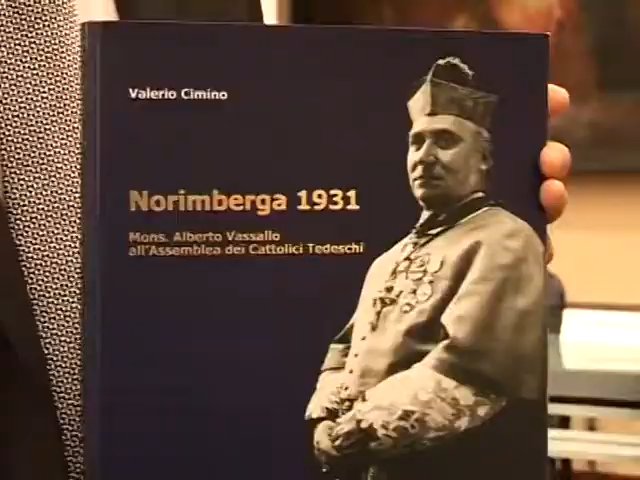 Valerio Cimino
Norimberga 1931
Mons. Alberto Vassallo
all'Assemblea dei Cattolici Tedeschi